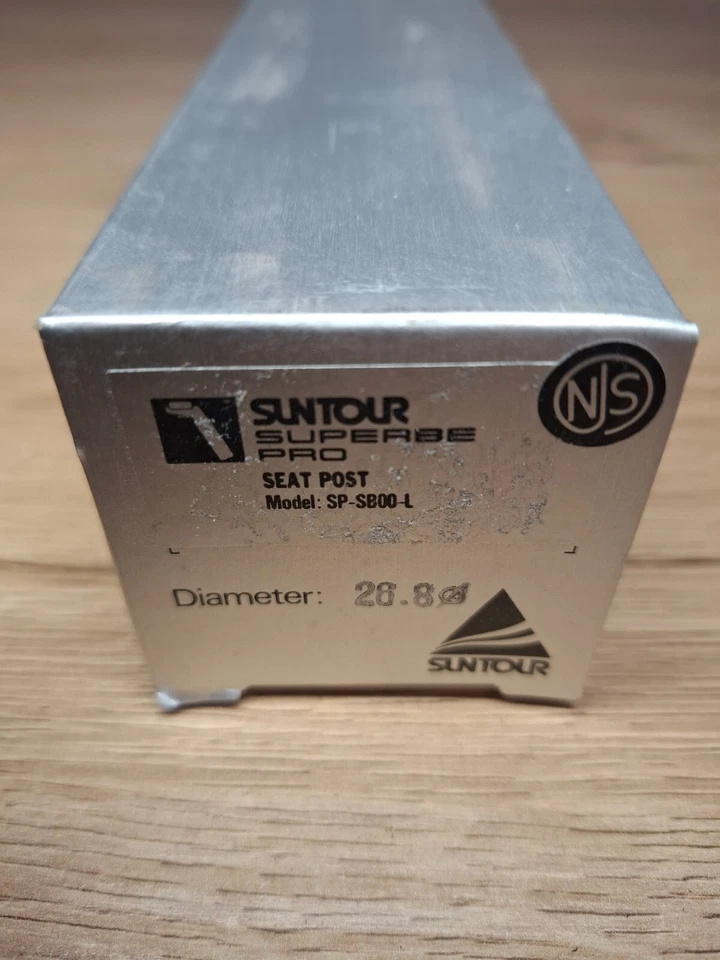 SUNTOUR
SUPERBE
PRO
NJS
SEAT POST
Model: SP-SB00-L
Diameter: 26.8ø
SUNTOUR